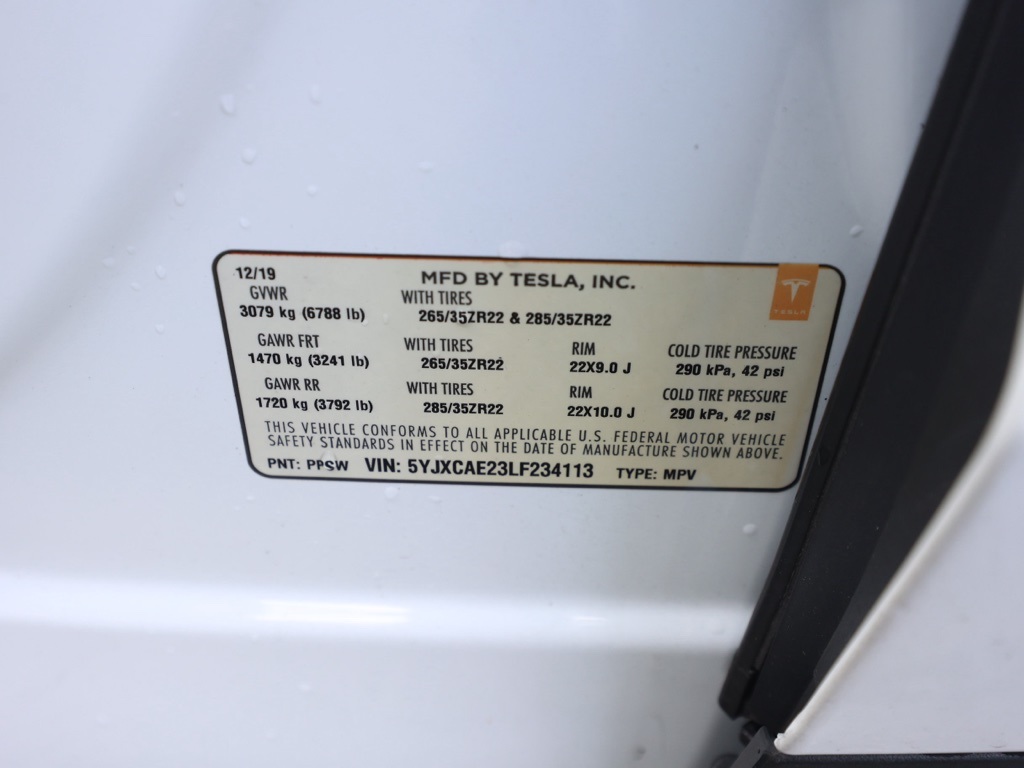 12/19 MFD BY TESLA, INC.
GVWR WITH TIRES
3079 kg (6788 lb) 265/35ZR22 & 285/35ZR22
TESLA
GAWR FRT WITH TIRES RIM COLD TIRE PRESSURE
1470 kg (3241 lb) 265/35ZR22 22X9.0 J 290 kPa, 42 psi
GAWR RR WITH TIRES RIM COLD TIRE PRESSURE
1720 kg (3792 lb) 285/35ZR22 22X10.0 J 290 kPa, 42 psi
THIS VEHICLE CONFORMS TO ALL APPLICABLE U.S. FEDERAL MOTOR VEHICLE
SAFETY STANDARDS IN EFFECT ON THE DATE OF MANUFACTURE SHOWN ABOVE.
PNT: PPSW VIN: 5YJXCAE23LF234113 TYPE: MPV